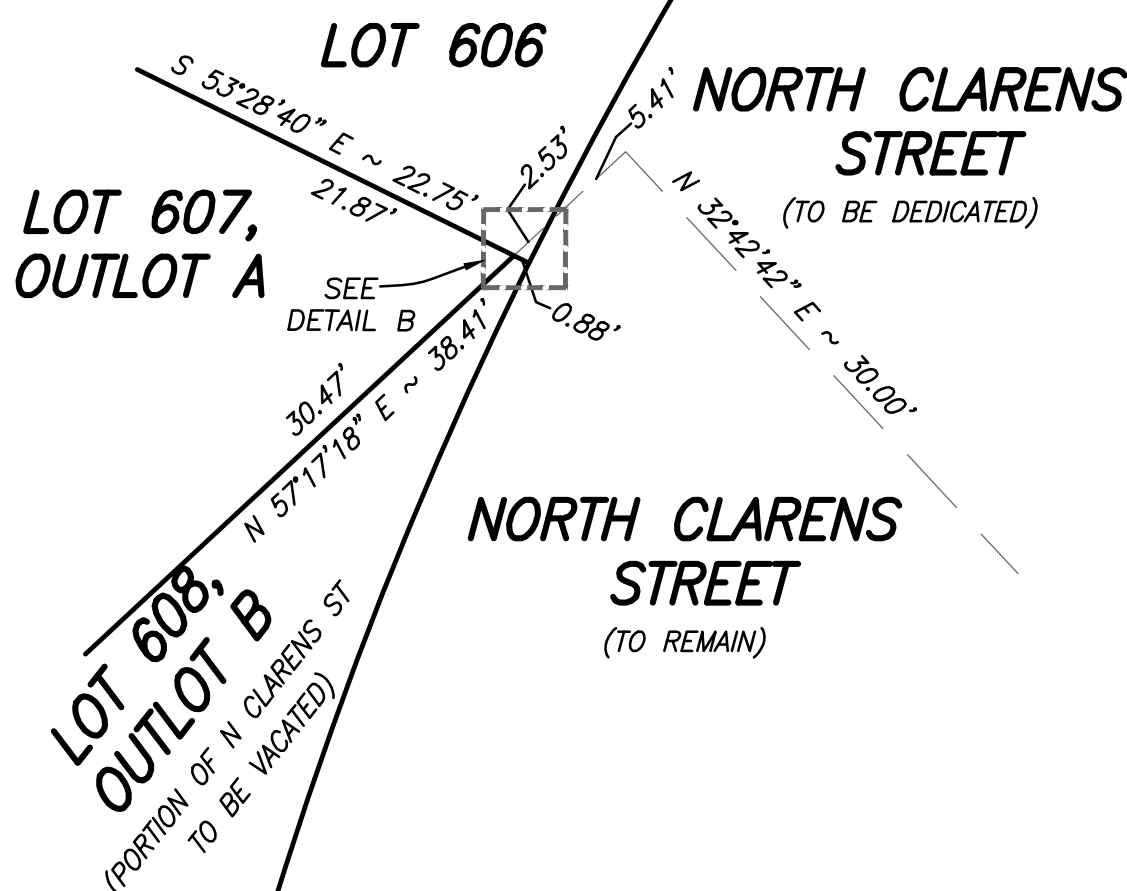 LOT 606
NORTH CLARENS
STREET
(TO BE DEDICATED)
S 53°28'40" E ~ 22.75'
21.87'
2.53'
5.41'
N 32°42'42" E ~ 30.00'
LOT 607,
OUTLOT A
SEE
DETAIL B
0.88'
30.47'
N 57°17'18" E ~ 38.41'
NORTH CLARENS
STREET
(TO REMAIN)
LOT 608,
OUTLOT B
(PORTION OF N CLARENS ST
TO BE VACATED)